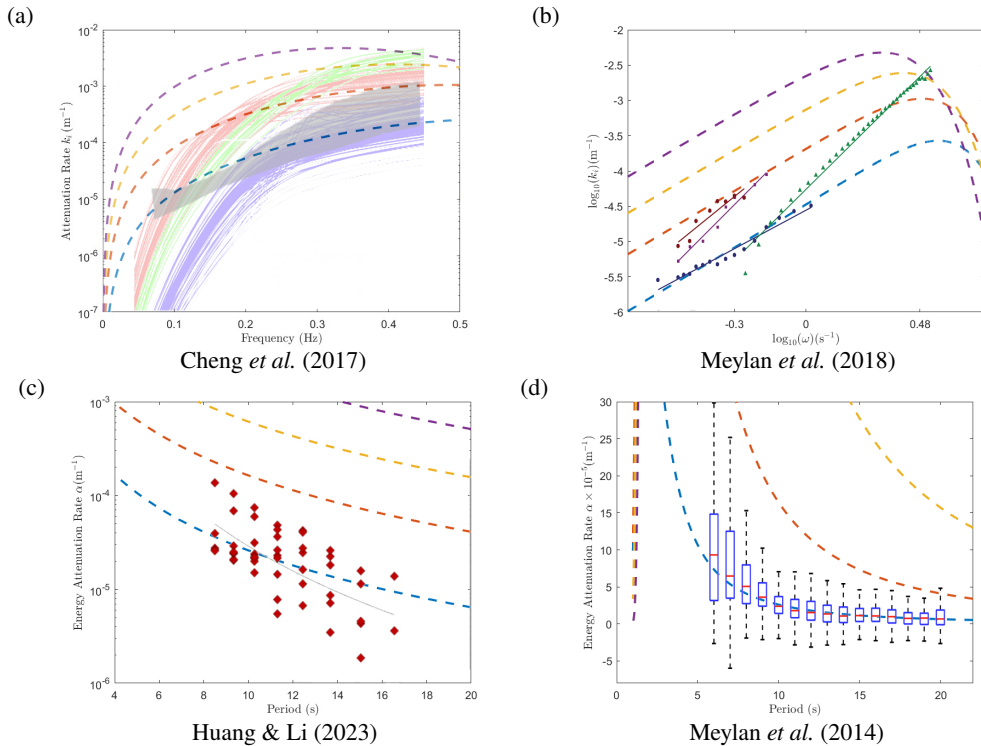 (a)
10^-2
10^-3
10^-4
10^-5
10^-6
10^-7
Attenuation Rate k_i (m^-1)
0 0.1 0.2 0.3 0.4 0.5
Frequency (Hz)
Cheng et al. (2017)
(b)
-2
-2.5
-3
-3.5
-4
-4.5
-5
-5.5
-6
log10(k_i)(m^-1)
-0.3 0 0.48
log10(ω)(s^-1)
Meylan et al. (2018)
(c)
10^-3
10^-4
10^-5
10^-6
Energy Attenuation Rate α(m^-1)
4 6 8 10 12 14 16 18 20
Period (s)
Huang & Li (2023)
(d)
30
25
20
15
10
5
0
-5
Energy Attenuation Rate α × 10^-5(m^-1)
0 5 10 15 20
Period (s)
Meylan et al. (2014)